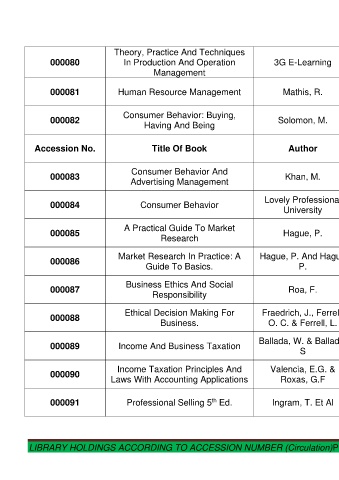 Theory, Practice And Techniques
000080 In Production And Operation 3G E-Learning
Management
000081 Human Resource Management Mathis, R.
000082 Consumer Behavior: Buying, Having And Being Solomon, M.
Accession No. Title Of Book Author
000083 Consumer Behavior And Advertising Management Khan, M.
000084 Consumer Behavior Lovely Professiona University
000085 A Practical Guide To Market Research Hague, P.
000086 Market Research In Practice: A Guide To Basics. Hague, P. And Hagu P.
000087 Business Ethics And Social Responsibility Roa, F.
000088 Ethical Decision Making For Business. Fraedrich, J., Ferrel O. C. & Ferrell, L.
000089 Income And Business Taxation Ballada, W. & Ballad S
000090 Income Taxation Principles And Laws With Accounting Applications Valencia, E.G. & Roxas, G.F
000091 Professional Selling 5th Ed. Ingram, T. Et Al
LIBRARY HOLDINGS ACCORDING TO ACCESSION NUMBER (Circulation)P